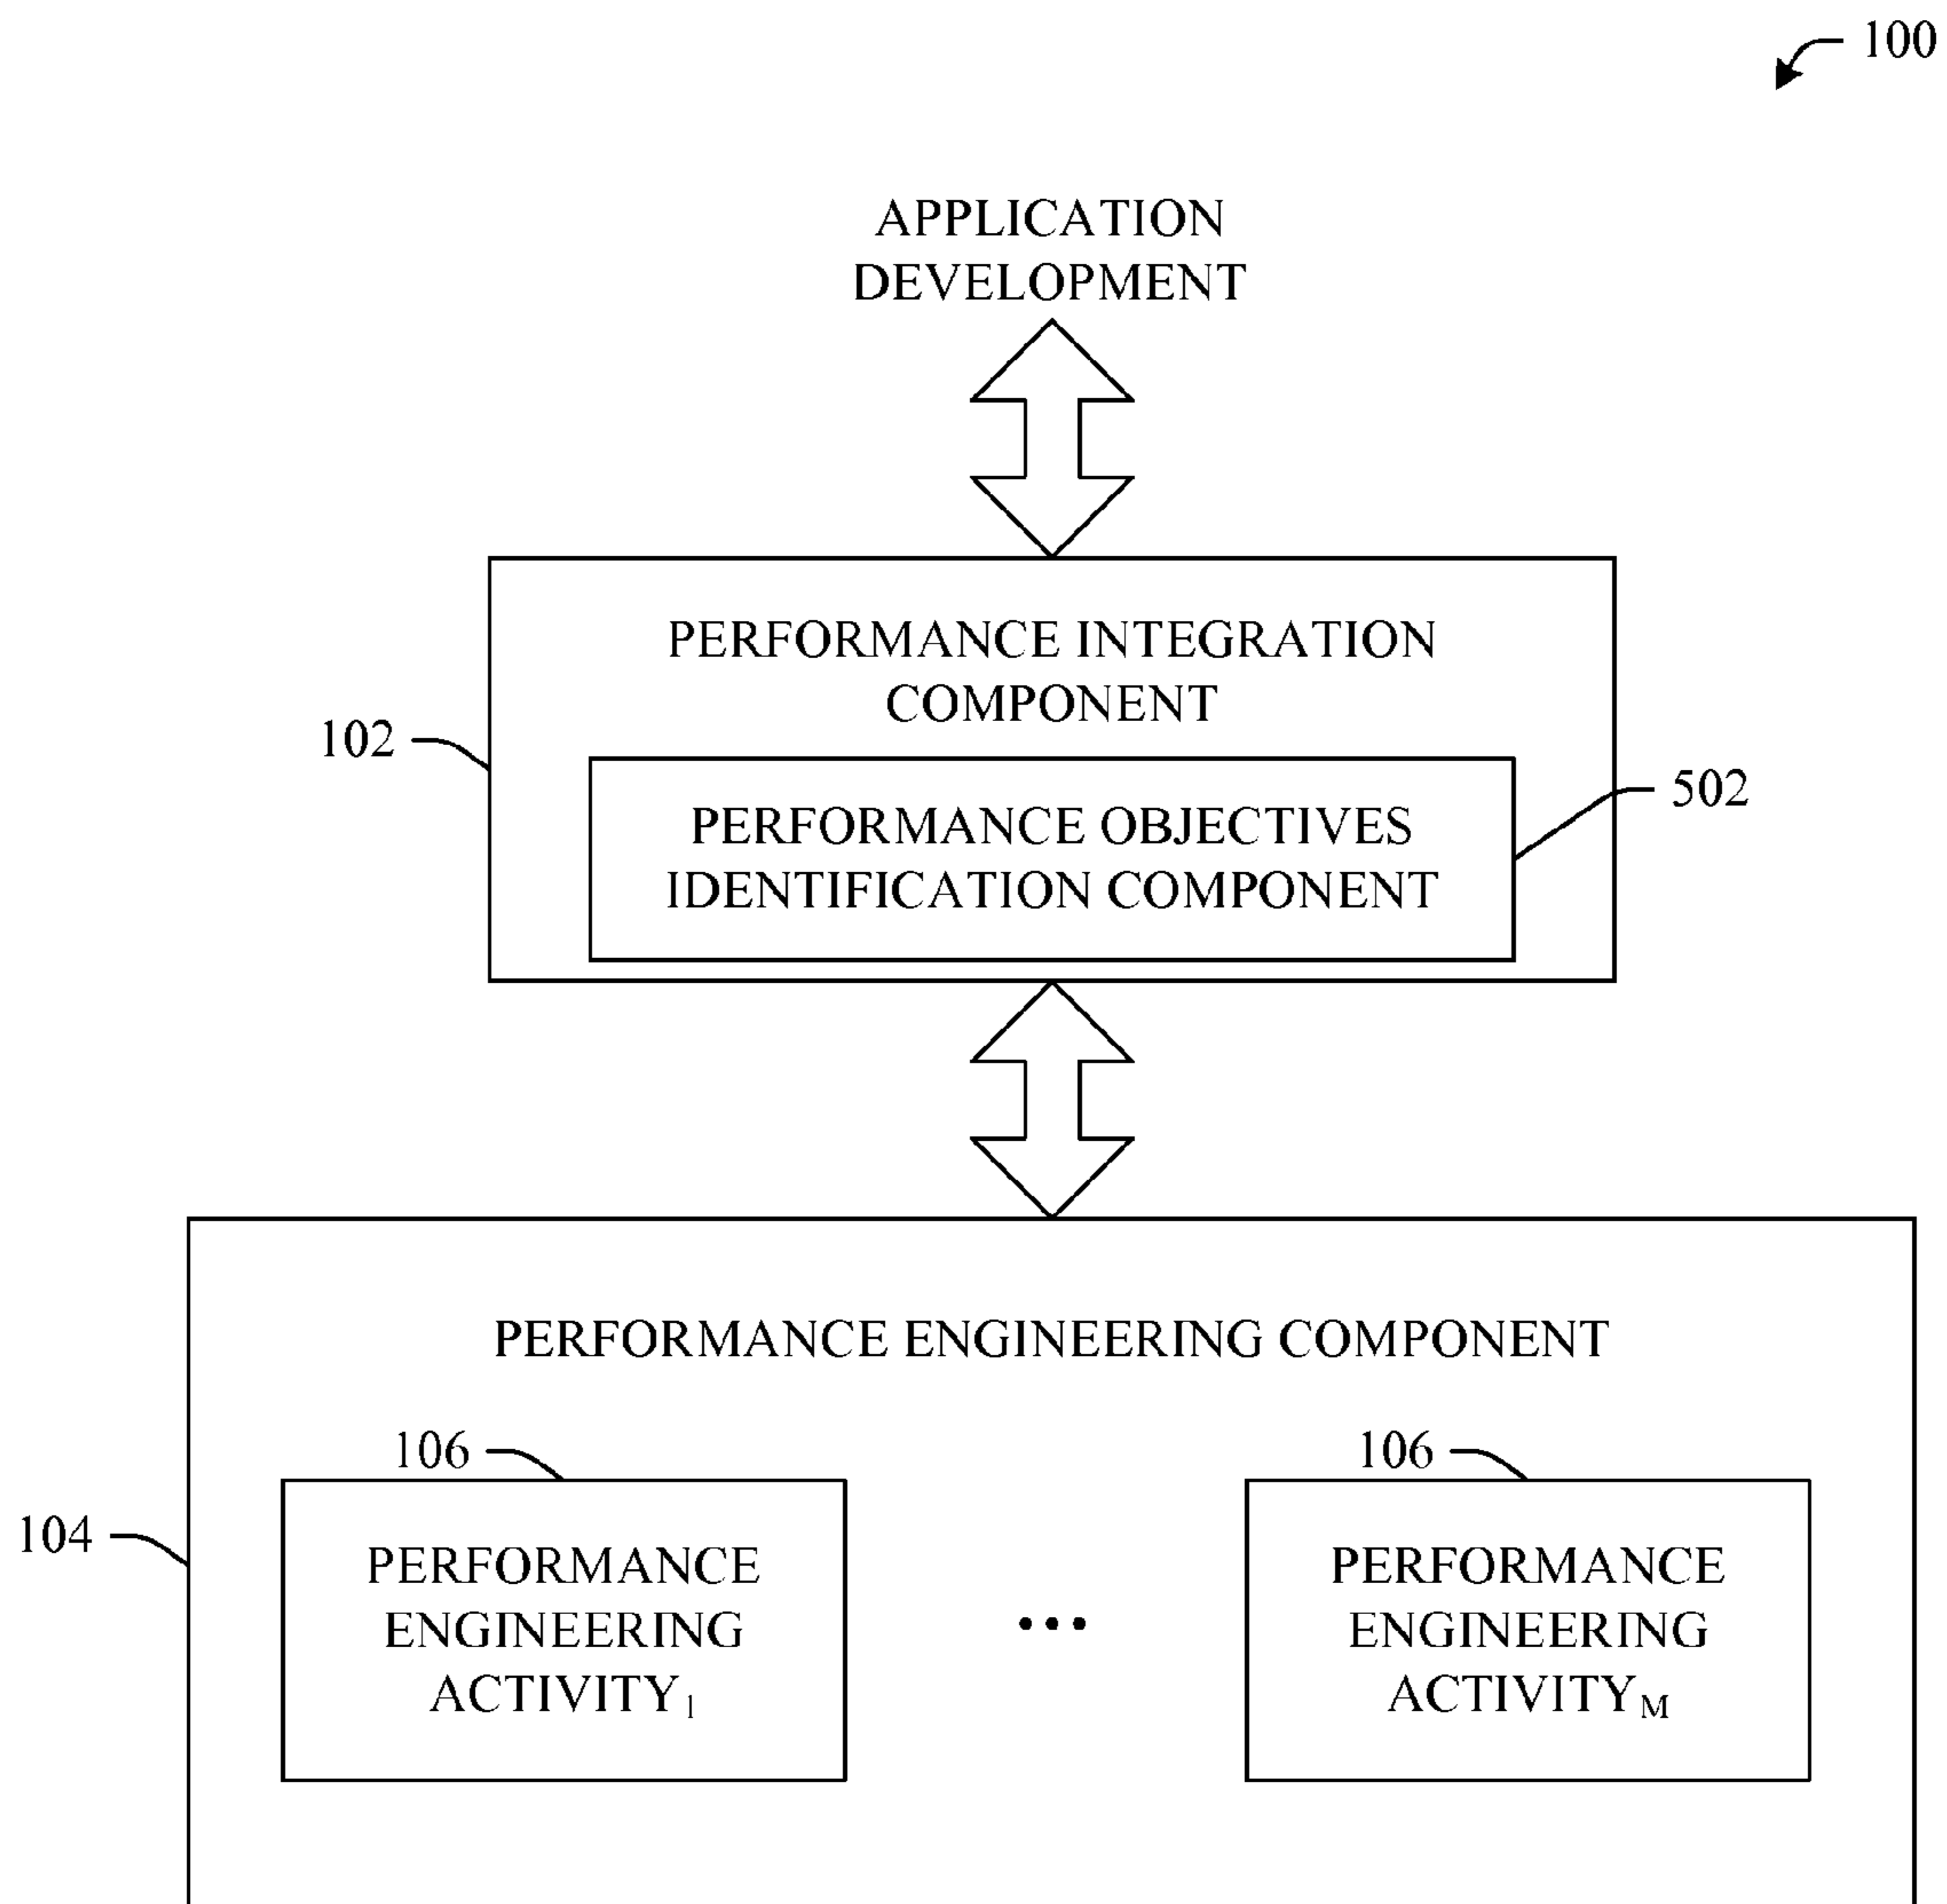 100
APPLICATION
DEVELOPMENT
PERFORMANCE INTEGRATION
COMPONENT
102
502
PERFORMANCE OBJECTIVES
IDENTIFICATION COMPONENT
PERFORMANCE ENGINEERING COMPONENT
106
106
104
PERFORMANCE
ENGINEERING
ACTIVITY1
•••
PERFORMANCE
ENGINEERING
ACTIVITYM